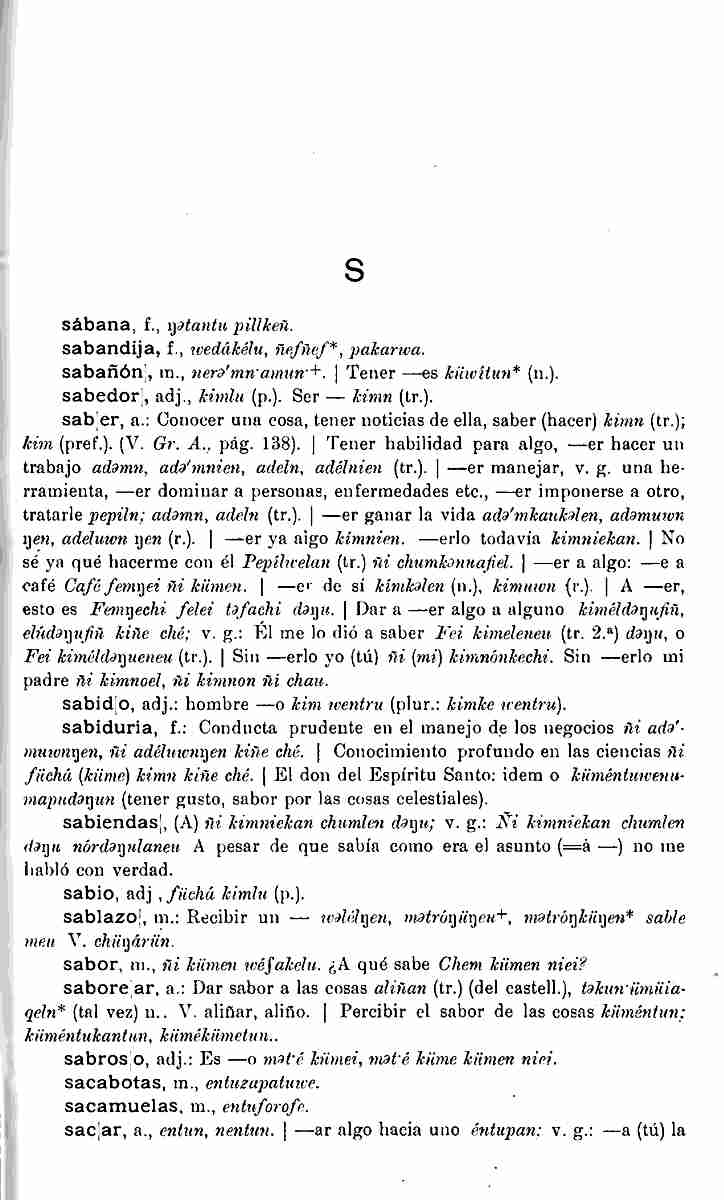 S
sábana, f., ŋətantu pillkeñ.
sabandija, f., wedákélu, ñefñef*, pakarwa.
sabañón¦, m., nerə'mn·amun·+. | Tener —es küwítun* (n.).
sabedor¦, adj., kimlu (p.). Ser — kimn (tr.).
sab¦er, a.: Conocer una cosa, tener noticias de ella, saber (hacer) kimn (tr.);
kim (pref.). (V. Gr. A., pág. 138). | Tener habilidad para algo, —er hacer un
trabajo adəmn, adə'mnien, adeln, adélnien (tr.). | —er manejar, v. g. una he-
rramienta, —er dominar a personas, enfermedades etc., —er imponerse a otro,
tratarle pepiln; adəmn, adeln (tr.). | —er ganar la vida adə'mkaukəlen, adəmuwn
ŋen, adeluwn ŋen (r.). | —er ya algo kimnien. —erlo todavía kimniekan. | No
sé ya qué hacerme con él Pepílwelan (tr.) ñi chumkənuafiel. | —er a algo: —e a
café Café femŋei ñi kümen. | —er de sí kimkəlen (n.), kimuwn (r.). | A —er,
esto es Femŋechi felei təfachi dəŋu. | Dar a —er algo a alguno kiméldəŋufiñ,
elúdəŋufiñ kiñe ché; v. g.: Él me lo dió a saber Fei kimeleneu (tr. 2.ª) dəŋu, o
Fei kiméldəŋueneu (tr.). | Sin —erlo yo (tú) ñi (mi) kimnónkechi. Sin —erlo mi
padre ñi kimnoel, ñi kimnon ñi chau.
sabid¦o, adj.: hombre —o kim wentru (plur.: kimke wentru).
sabiduria, f.: Conducta prudente en el manejo de los negocios ñi adə'-
muwnŋen, ñi adéluwnŋen kiñe ché. | Conocimiento profundo en las ciencias ñi
füchá (küme) kimn kiñe ché. | El don del Espíritu Santo: idem o küméntuwenu-
mapudəŋun (tener gusto, sabor por las cosas celestiales).
sabiendas¦, (A) ñi kimniekan chumlen dəŋu; v. g.: Ñi kimniekan chumlen
dəŋu nórdəŋulaneu A pesar de que sabía como era el asunto (=à —) no me
habló con verdad.
sabio, adj , füchá kimlu (p.).
sablazo¦, m.: Recibir un — wəlélŋen, mətróŋüŋen+, mətróŋküŋen* sable
meu V. chüŋárün.
sabor, m., ñi kümen wéʃakelu. ¿A qué sabe Chem kümen niei?
sabore¦ar, a.: Dar sabor a las cosas aliñan (tr.) (del castell.), təkun·ümüia-
qeln* (tal vez) n.. V. aliñar, aliño. | Percibir el sabor de las cosas küméntun;
küméntukantun, kümékümetun..
sabros¦o, adj.: Es —o mət·é kümei, mət·é küme kümen niei.
sacabotas, m., entuzapatuwe.
sacamuelas, m., entuforofe.
sac¦ar, a., entun, nentun. | —ar algo hacia uno éntupan; v. g.: —a (tú) la